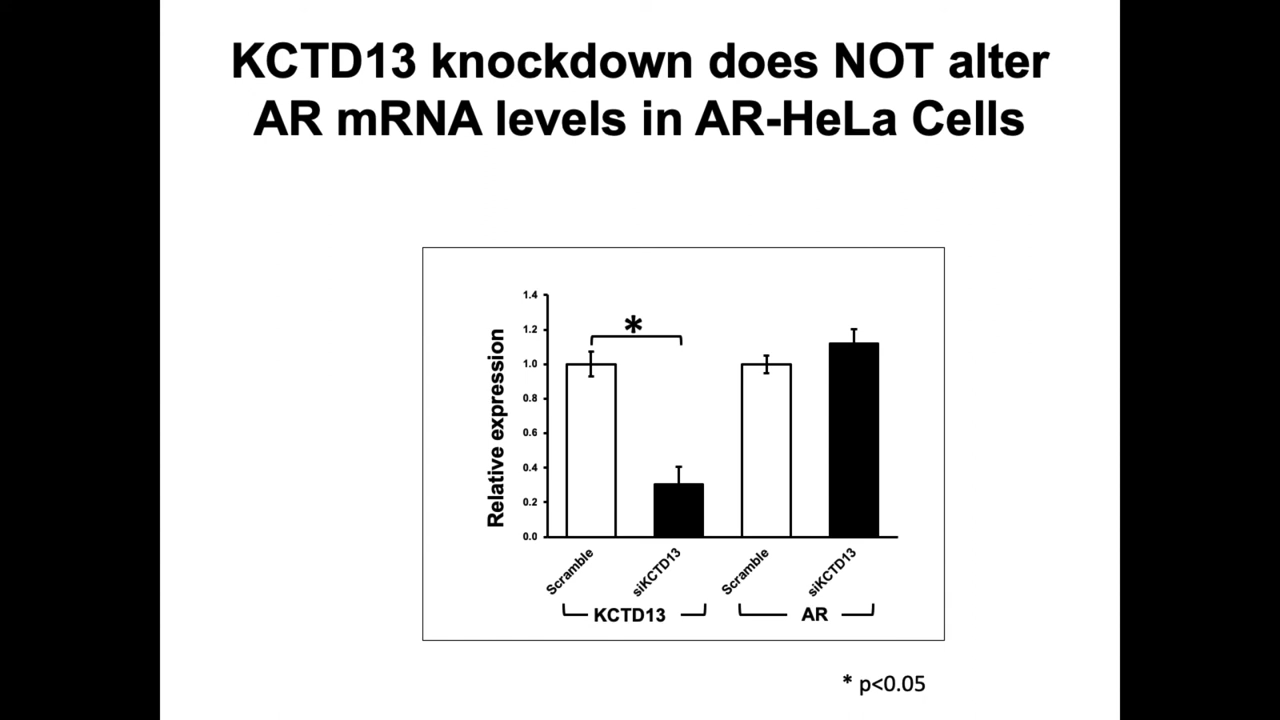 KCTD13 knockdown does NOT alter
AR mRNA levels in AR-HeLa Cells
Relative expression
1.4
1.2
1.0
0.8
0.6
0.4
0.2
0.0
*
Scramble
siKCTD13
Scramble
siKCTD13
KCTD13
AR
* p<0.05